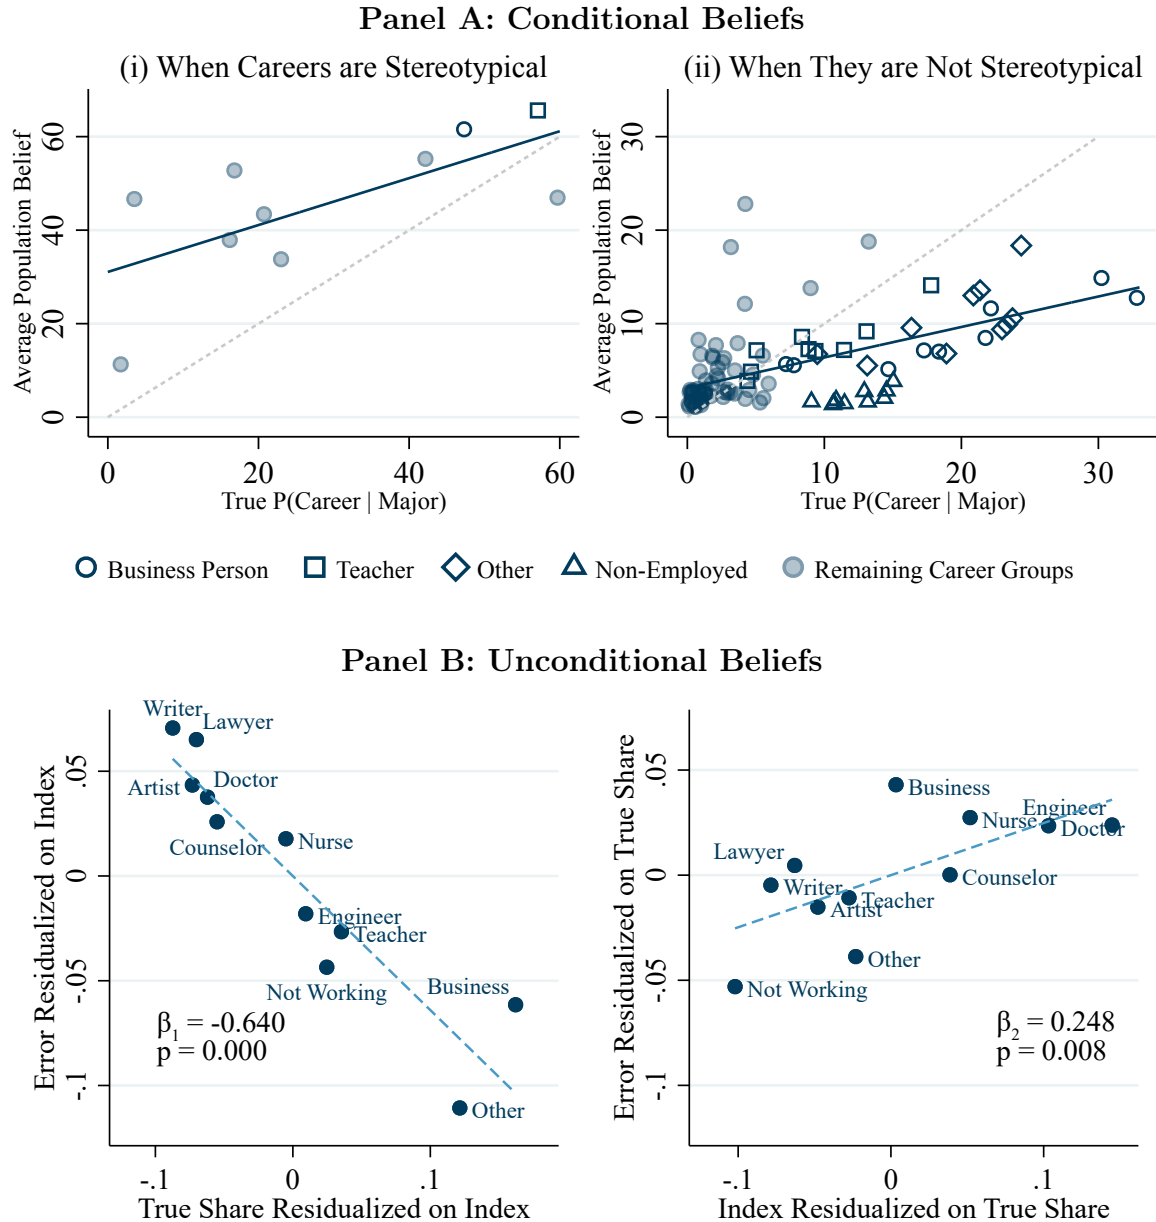 Panel A: Conditional Beliefs
(i) When Careers are Stereotypical
Average Population Belief
60
40
20
0
0 20 40 60
True P(Career | Major)
(ii) When They are Not Stereotypical
Average Population Belief
30
20
10
0
0 10 20 30
True P(Career | Major)
Business Person Teacher Other Non-Employed Remaining Career Groups
Panel B: Unconditional Beliefs
Error Residualized on Index
.05
0
-.05
-.1
Writer
Lawyer
Artist
Doctor
Counselor
Nurse
Engineer
Teacher
Not Working
Business
Other
β1 = -0.640
p = 0.000
-.1 0 .1
True Share Residualized on Index
Error Residualized on True Share
.05
0
-.05
-.1
Business
Engineer
Nurse
Doctor
Lawyer
Counselor
Writer
Teacher
Artist
Other
Not Working
β2 = 0.248
p = 0.008
-.1 0 .1
Index Residualized on True Share